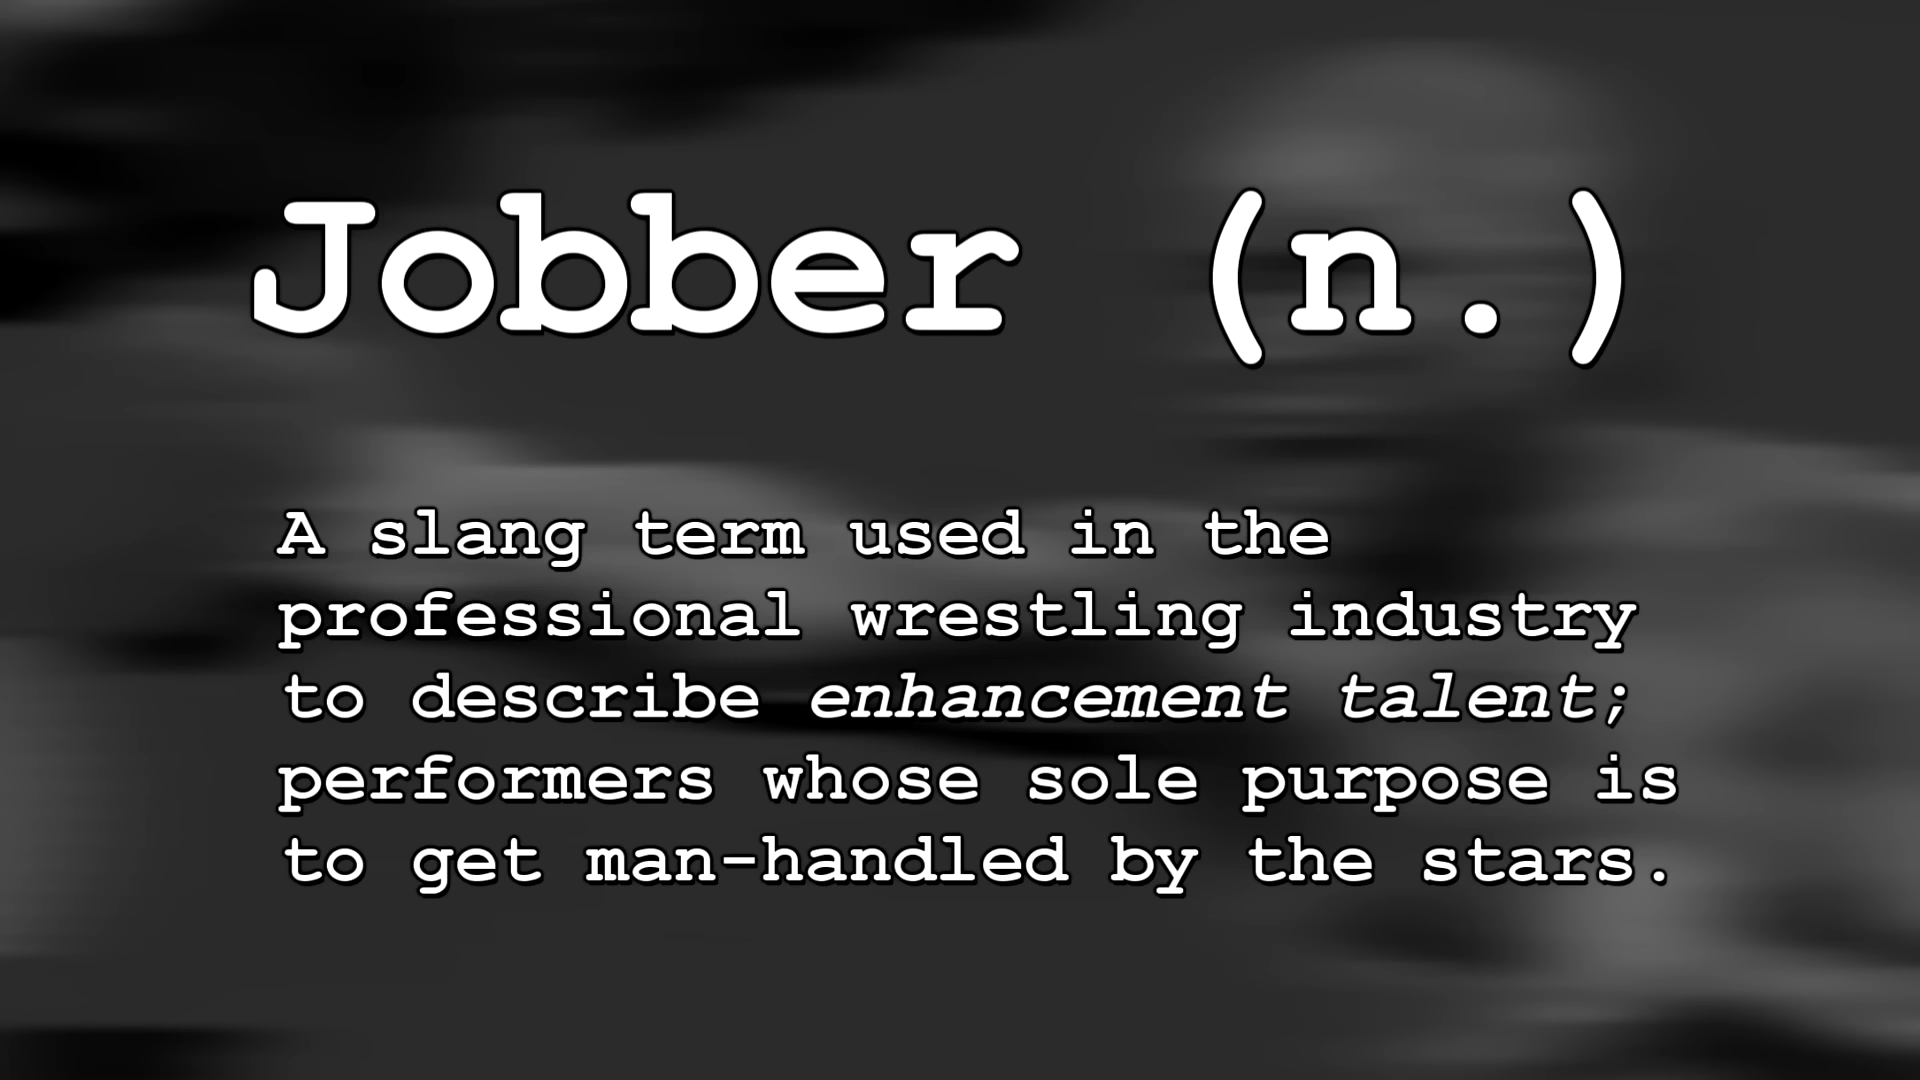 Jobber (n.)
A slang term used in the
professional wrestling industry
to describe enhancement talent;
performers whose sole purpose is
to get man-handled by the stars.